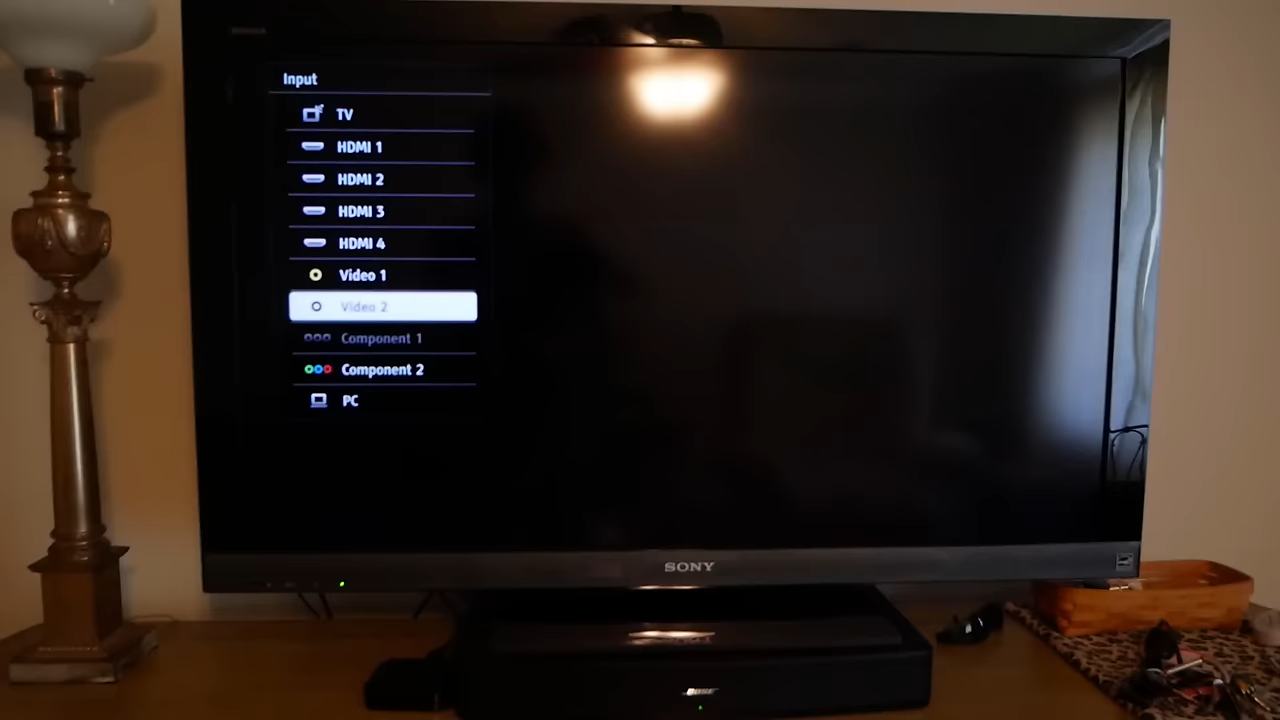 Input
TV
HDMI 1
HDMI 2
HDMI 3
HDMI 4
Video 1
Video 2
Component 1
Component 2
PC
SONY
BOSE